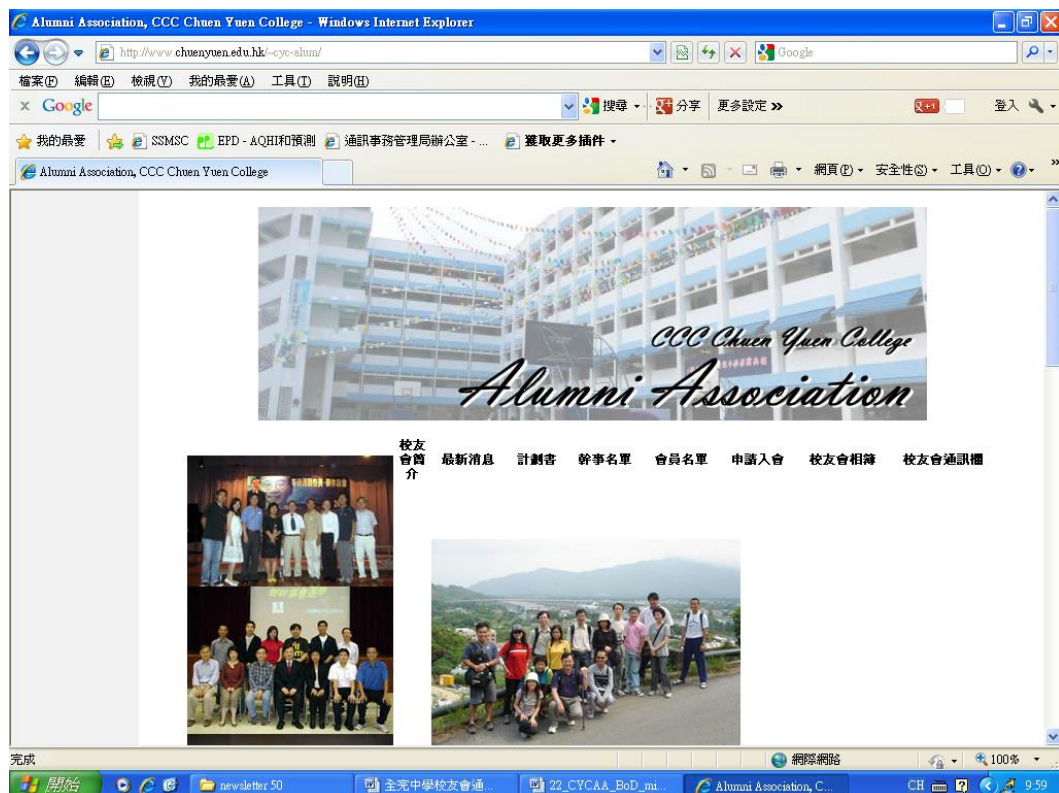 Alumni Association, CCC Chuen Yuen College - Windows Internet Explorer
http://www.chuenyuen.edu.hk/~cyc-alum/
Google
檔案(F) 編輯(E) 檢視(V) 我的最愛(A) 工具(T) 說明(H)
× Google 搜尋 分享 更多設定 >> +1 登入
我的最愛 SSMSC EPD - AQHI和預測 通訊事務管理局辦公室 - ... 獲取更多插件
Alumni Association, CCC Chuen Yuen College 網頁(P) 安全性(S) 工具(O) »
CCC Chuen Yuen College
Alumni Association
校友會簡介 最新消息 計劃書 幹事名單 會員名單 申請入會 校友會相簿 校友會通訊欄
完成 網際網路 100%
開始 newsletter 50 全完中學校友會通... 22_CYCAA_BoD_mi... Alumni Association, C... CH 9:59